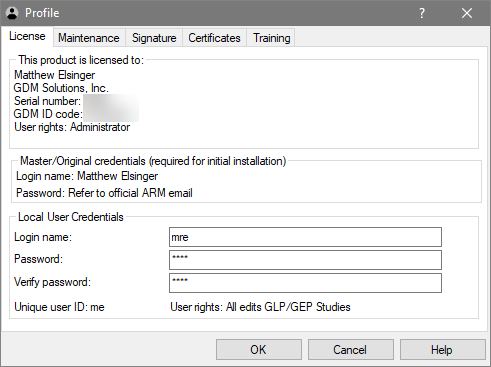 Profile
?
License Maintenance Signature Certificates Training
This product is licensed to:
Matthew Elsinger
GDM Solutions, Inc.
Serial number:
GDM ID code:
User rights: Administrator
Master/Original credentials (required for initial installation)
Login name: Matthew Elsinger
Password: Refer to official ARM email
Local User Credentials
Login name: mre
Password: ****
Verify password: ****
Unique user ID: me User rights: All edits GLP/GEP Studies
OK Cancel Help